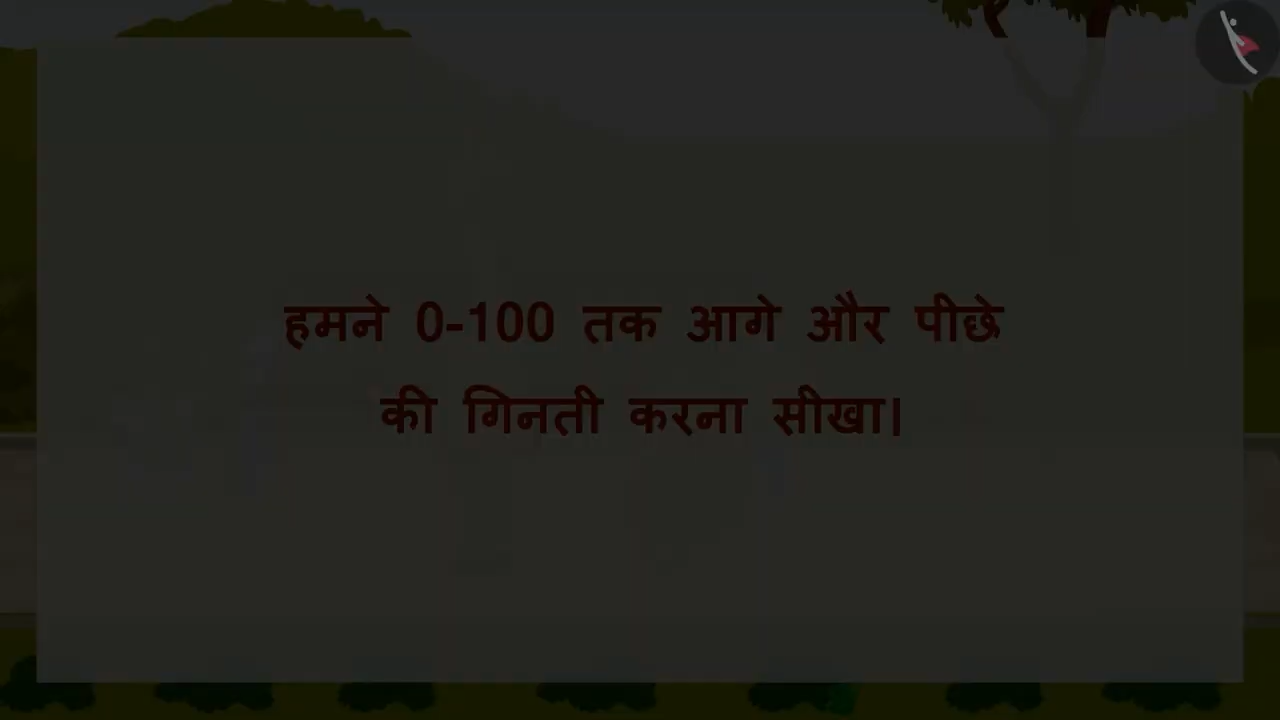 हमने 0-100 तक आगे और पीछे
की गिनती करना सीखा।